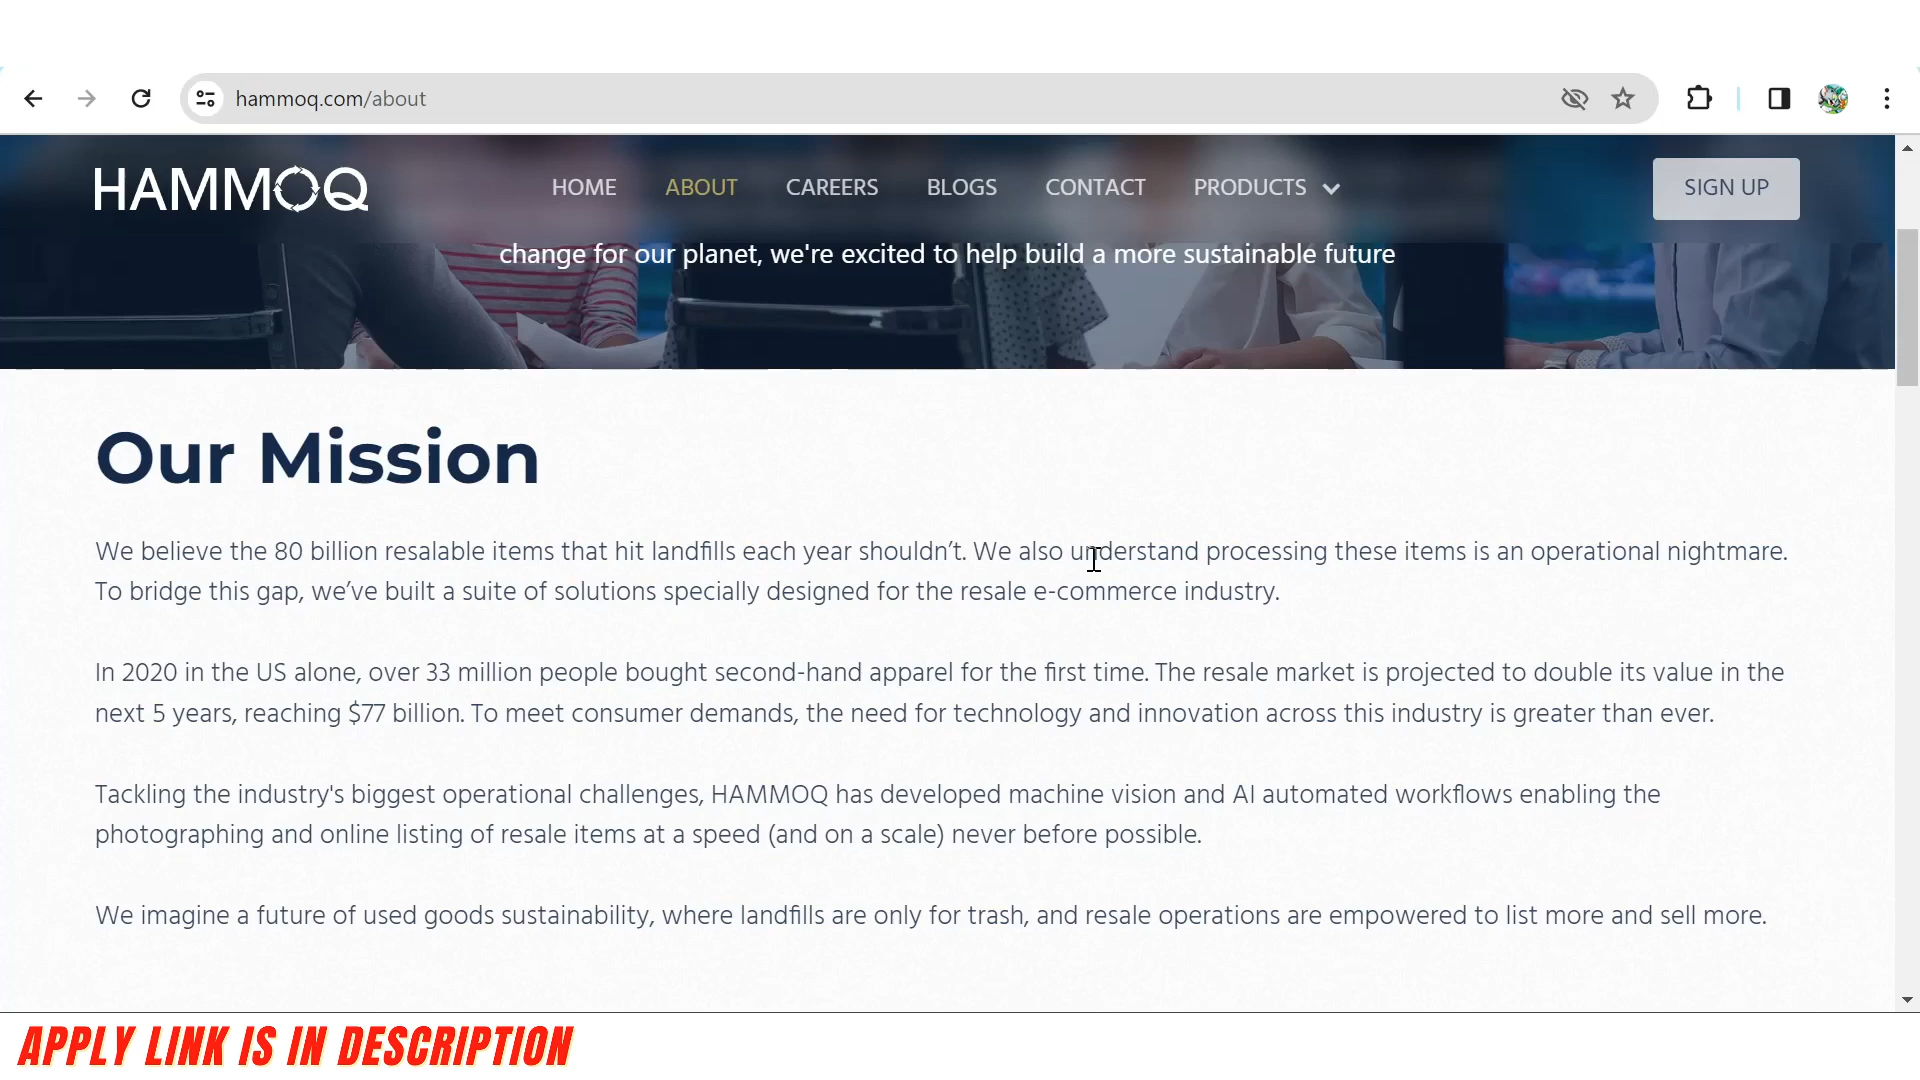 hammoq.com/about
HAMMOQ
HOME ABOUT CAREERS BLOGS CONTACT PRODUCTS SIGN UP
change for our planet, we're excited to help build a more sustainable future
Our Mission
We believe the 80 billion resalable items that hit landfills each year shouldn’t. We also understand processing these items is an operational nightmare.
To bridge this gap, we’ve built a suite of solutions specially designed for the resale e-commerce industry.
In 2020 in the US alone, over 33 million people bought second-hand apparel for the first time. The resale market is projected to double its value in the
next 5 years, reaching $77 billion. To meet consumer demands, the need for technology and innovation across this industry is greater than ever.
Tackling the industry's biggest operational challenges, HAMMOQ has developed machine vision and AI automated workflows enabling the
photographing and online listing of resale items at a speed (and on a scale) never before possible.
We imagine a future of used goods sustainability, where landfills are only for trash, and resale operations are empowered to list more and sell more.
APPLY LINK IS IN DESCRIPTION